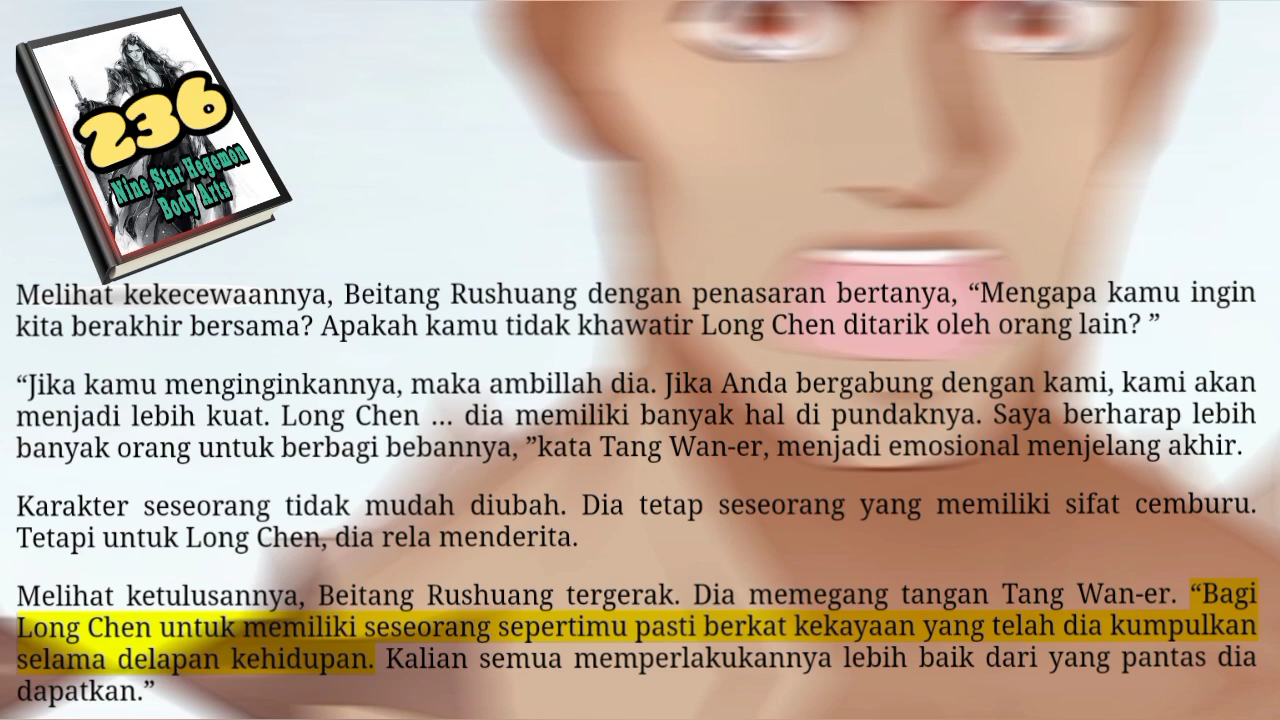 236
Nine Star Hegemon
Body Arts
Melihat kekecewaannya, Beitang Rushuang dengan penasaran bertanya, “Mengapa kamu ingin
kita berakhir bersama? Apakah kamu tidak khawatir Long Chen ditarik oleh orang lain? ”
“Jika kamu menginginkannya, maka ambillah dia. Jika Anda bergabung dengan kami, kami akan
menjadi lebih kuat. Long Chen ... dia memiliki banyak hal di pundaknya. Saya berharap lebih
banyak orang untuk berbagi bebannya, ”kata Tang Wan-er, menjadi emosional menjelang akhir.
Karakter seseorang tidak mudah diubah. Dia tetap seseorang yang memiliki sifat cemburu.
Tetapi untuk Long Chen, dia rela menderita.
Melihat ketulusannya, Beitang Rushuang tergerak. Dia memegang tangan Tang Wan-er. “Bagi
Long Chen untuk memiliki seseorang sepertimu pasti berkat kekayaan yang telah dia kumpulkan
selama delapan kehidupan. Kalian semua memperlakukannya lebih baik dari yang pantas dia
dapatkan.”